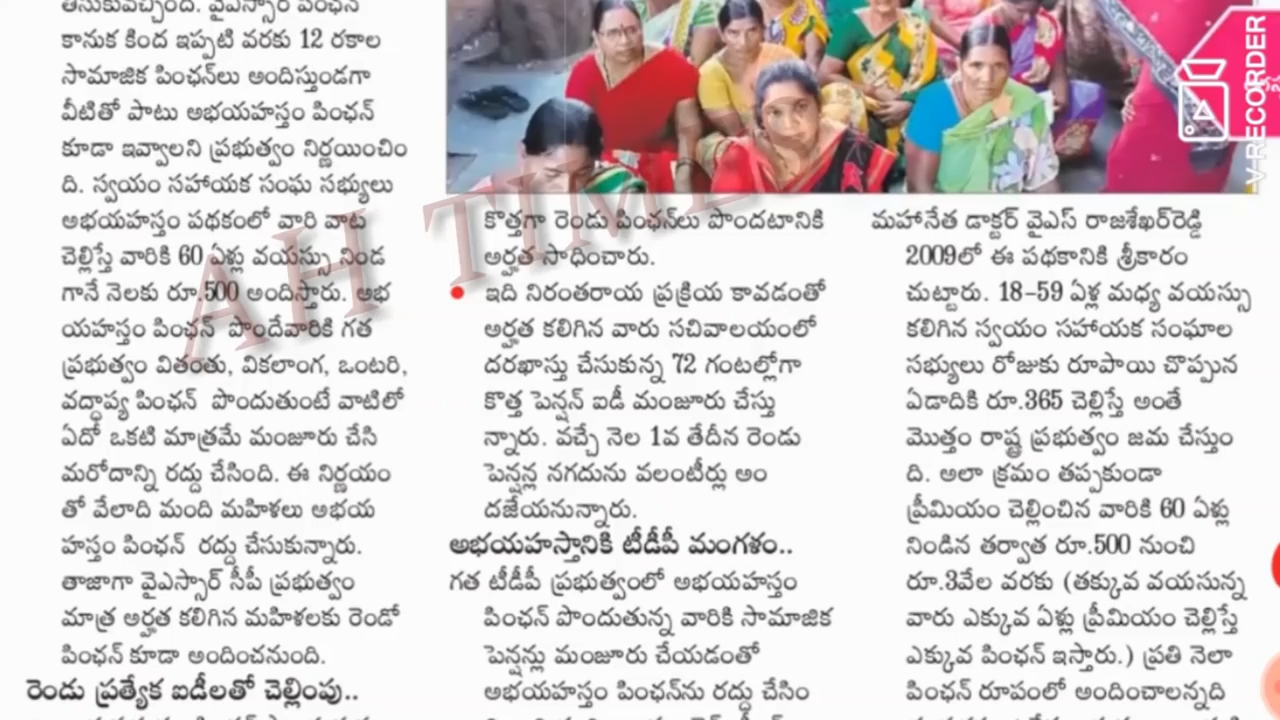 తీసుకువచ్చింది. వైఎస్సార్ పింఛన్
కానుక కింద ఇప్పటి వరకు 12 రకాల
సామాజిక పింఛన్‌లు అందిస్తుండగా
వీటితో పాటు అభయహస్తం పింఛన్
కూడా ఇవ్వాలని ప్రభుత్వం నిర్ణయించిం
ది. స్వయం సహాయక సంఘ సభ్యులు
అభయహస్తం పథకంలో వారి వాట
చెల్లిస్తే వారికి 60 ఏళ్లు వయస్సు నిండ
గానే నెలకు రూ.500 అందిస్తారు. అభ
యహస్తం పింఛన్ పొందేవారికి గత
ప్రభుత్వం వితంతు, వికలాంగ, ఒంటరి,
వద్ధాప్య పింఛన్ పొందుతుంటే వాటిలో
ఏదో ఒకటి మాత్రమే మంజూరు చేసి
మరోదాన్ని రద్దు చేసింది. ఈ నిర్ణయం
తో వేలాది మంది మహిళలు అభయ
హస్తం పింఛన్ రద్దు చేసుకున్నారు.
తాజాగా వైఎస్సార్ సీపీ ప్రభుత్వం
మాత్ర అర్హత కలిగిన మహిళలకు రెండో
పింఛన్ కూడా అందించనుంది.
రెండు ప్రత్యేక ఐడీలతో చెల్లింపు..
కొత్తగా రెండు పింఛన్‌లు పొందటానికి
అర్హత సాధించారు.
ఇది నిరంతరాయ ప్రక్రియ కావడంతో
అర్హత కలిగిన వారు సచివాలయంలో
దరఖాస్తు చేసుకున్న 72 గంటల్లోగా
కొత్త పెన్షన్ ఐడీ మంజూరు చేస్తు
న్నారు. వచ్చే నెల 1వ తేదీన రెండు
పెన్షన్ల నగదును వలంటీర్లు అం
దజేయనున్నారు.
అభయహస్తానికి టీడీపీ మంగళం..
గత టీడీపీ ప్రభుత్వంలో అభయహస్తం
పింఛన్ పొందుతున్న వారికి సామాజిక
పెన్షన్లు మంజూరు చేయడంతో
అభయహస్తం పింఛన్‌ను రద్దు చేసిం
మహానేత డాక్టర్ వైఎస్ రాజశేఖర్‌రెడ్డి
2009లో ఈ పథకానికి శ్రీకారం
చుట్టారు. 18-59 ఏళ్ల మధ్య వయస్సు
కలిగిన స్వయం సహాయక సంఘాల
సభ్యులు రోజుకు రూపాయి చొప్పున
ఏడాదికి రూ.365 చెల్లిస్తే అంతే
మొత్తం రాష్ట్ర ప్రభుత్వం జమ చేస్తుం
ది. అలా క్రమం తప్పకుండా
ప్రీమియం చెల్లించిన వారికి 60 ఏళ్లు
నిండిన తర్వాత రూ.500 నుంచి
రూ.3వేల వరకు (తక్కువ వయసున్న
వారు ఎక్కువ ఏళ్లు ప్రీమియం చెల్లిస్తే
ఎక్కువ పింఛన్ ఇస్తారు.) ప్రతి నెలా
పింఛన్ రూపంలో అందించాలన్నది
AH TIME
V-RECORDER